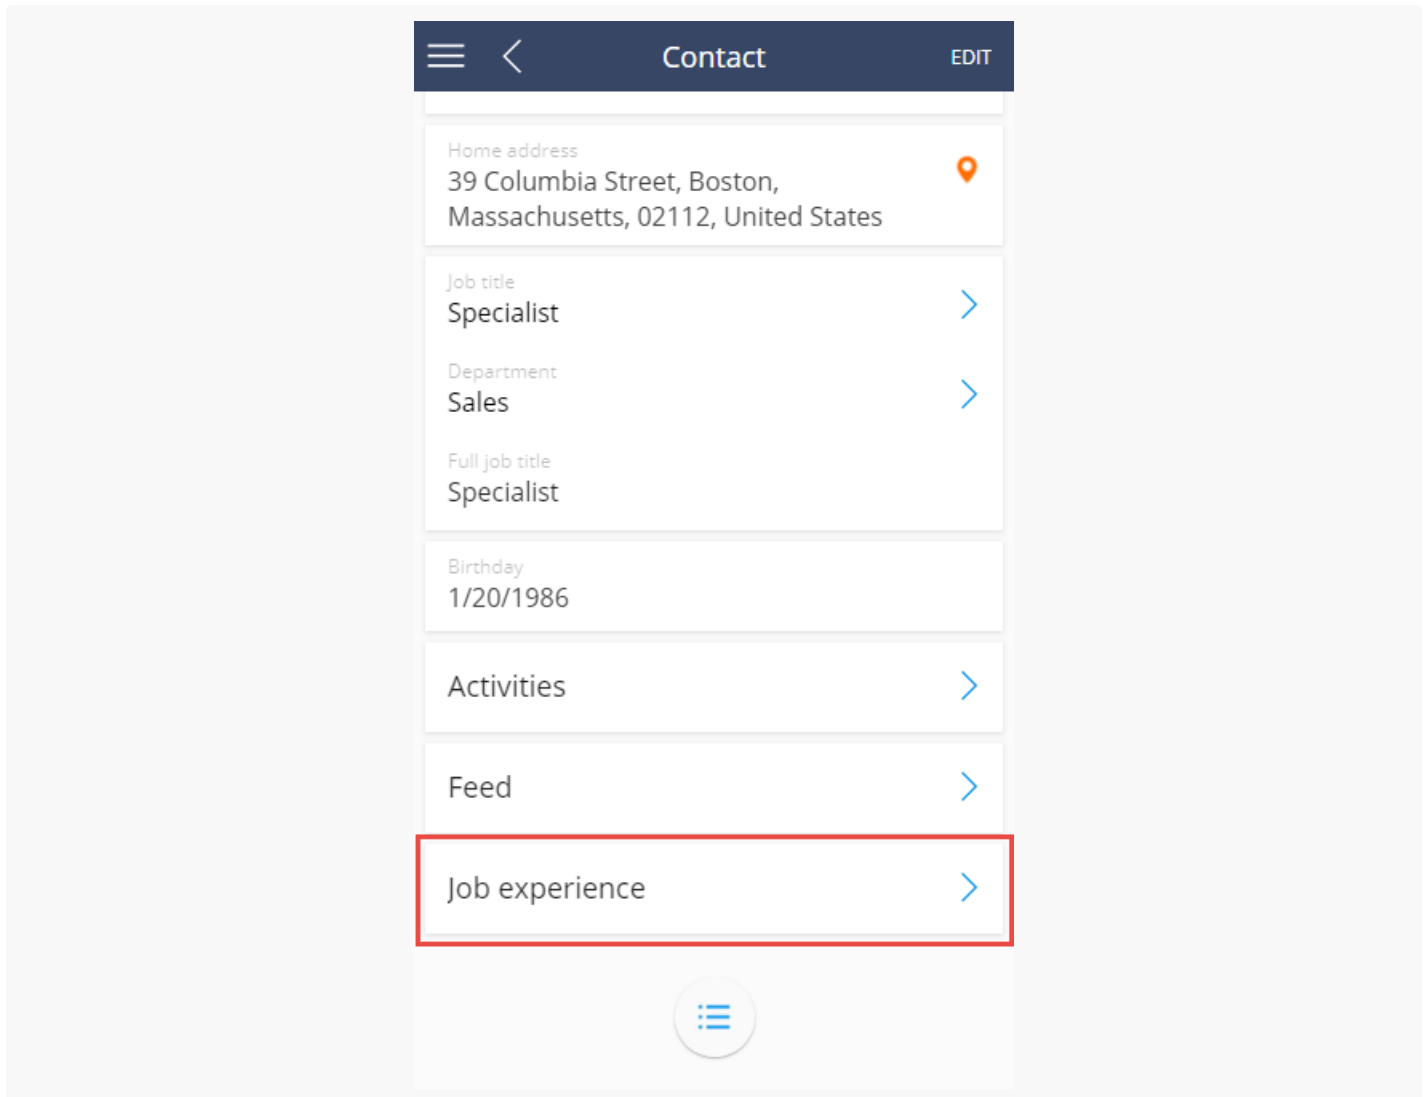 Contact
EDIT
Home address
39 Columbia Street, Boston,
Massachusetts, 02112, United States
Job title
Specialist
Department
Sales
Full job title
Specialist
Birthday
1/20/1986
Activities
Feed
Job experience